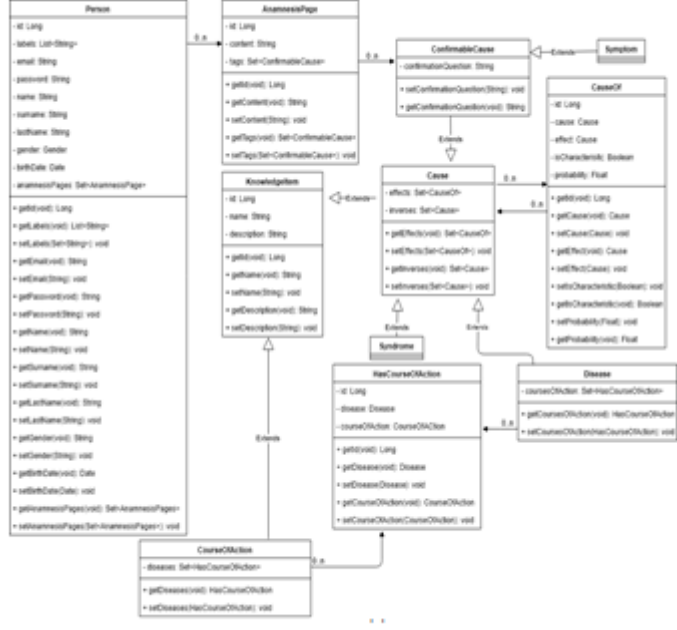 Person
- id: Long
- labels: List<String>
- email: String
- password: String
- name: String
- surname: String
- lastName: String
- gender: Gender
- birthDate: Date
- anamnesisPages: Set<AnamnesisPage>
+ getId(void): Long
+ getLabels(void): List<String>
+ setLabels(Set<String>): void
+ getEmail(void): String
+ setEmail(String): void
+ getPassword(void): String
+ setPassword(String): void
+ getName(void): String
+ setName(String): void
+ getSurname(void): String
+ setSurname(String): void
+ getLastName(void): String
+ setLastName(String): void
+ getGender(void): String
+ setGender(String): void
+ getBirthDate(void): Date
+ setBirthDate(Date): void
+ getAnamnesisPages(void): Set<AnamnesisPages>
+ setAnamnesisPages(Set<AnamnesisPages>): void
0..n
AnamnesisPage
- id: Long
- content: String
- tags: Set<ConfirmableCause>
+ getId(void): Long
+ getContent(void): String
+ setContent(String): void
+ getTags(void): Set<ConfirmableCause>
+ setTags(Set<ConfirmableCause>): void
0..n
ConfirmableCause
- confirmationQuestion: String
+ setConfirmationQuestion(String): void
+ getConfirmationQuestion(void): String
Extends
Symptom
Extends
KnowledgeItem
- id: Long
- name: String
- description: String
+ getId(void): Long
+ getName(void): String
+ setName(String): void
+ getDescription(void): String
+ setDescription(String): void
Extends
Cause
- effects: Set<CauseOf>
- inverses: Set<Cause>
+ getEffects(void): Set<CauseOf>
+ setEffects(Set<CauseOf>): void
+ getInverses(void): Set<Cause>
+ setInverses(Set<Cause>): void
0..n
0..n
CauseOf
- id: Long
- cause: Cause
- effect: Cause
- isCharacteristic: Boolean
- probability: Float
+ getId(void): Long
+ getCause(void): Cause
+ setCause(Cause): void
+ getEffect(void): Cause
+ setEffect(Cause): void
+ setIsCharacteristic(Boolean): void
+ getIsCharacteristic(void): Boolean
+ setProbability(Float): void
+ getProbability(void): Float
Extends
Syndrome
Extends
HasCourseOfAction
- id: Long
- disease: Disease
- courseOfAction: CourseOfAction
+ getId(void): Long
+ getDisease(void): Disease
+ setDisease(Disease): void
+ getCourseOfAction(void): CourseOfAction
+ setCourseOfAction(CourseOfAction): void
Disease
- coursesOfAction: Set<HasCourseOfAction>
+ getCoursesOfAction(void): HasCourseOfAction
+ setCoursesOfAction(HasCourseOfAction): void
0..n
Extends
CourseOfAction
- diseases: Set<HasCourseOfAction>
+ getDiseases(void): HasCourseOfAction
+ setDiseases(HasCourseOfAction): void
0..n